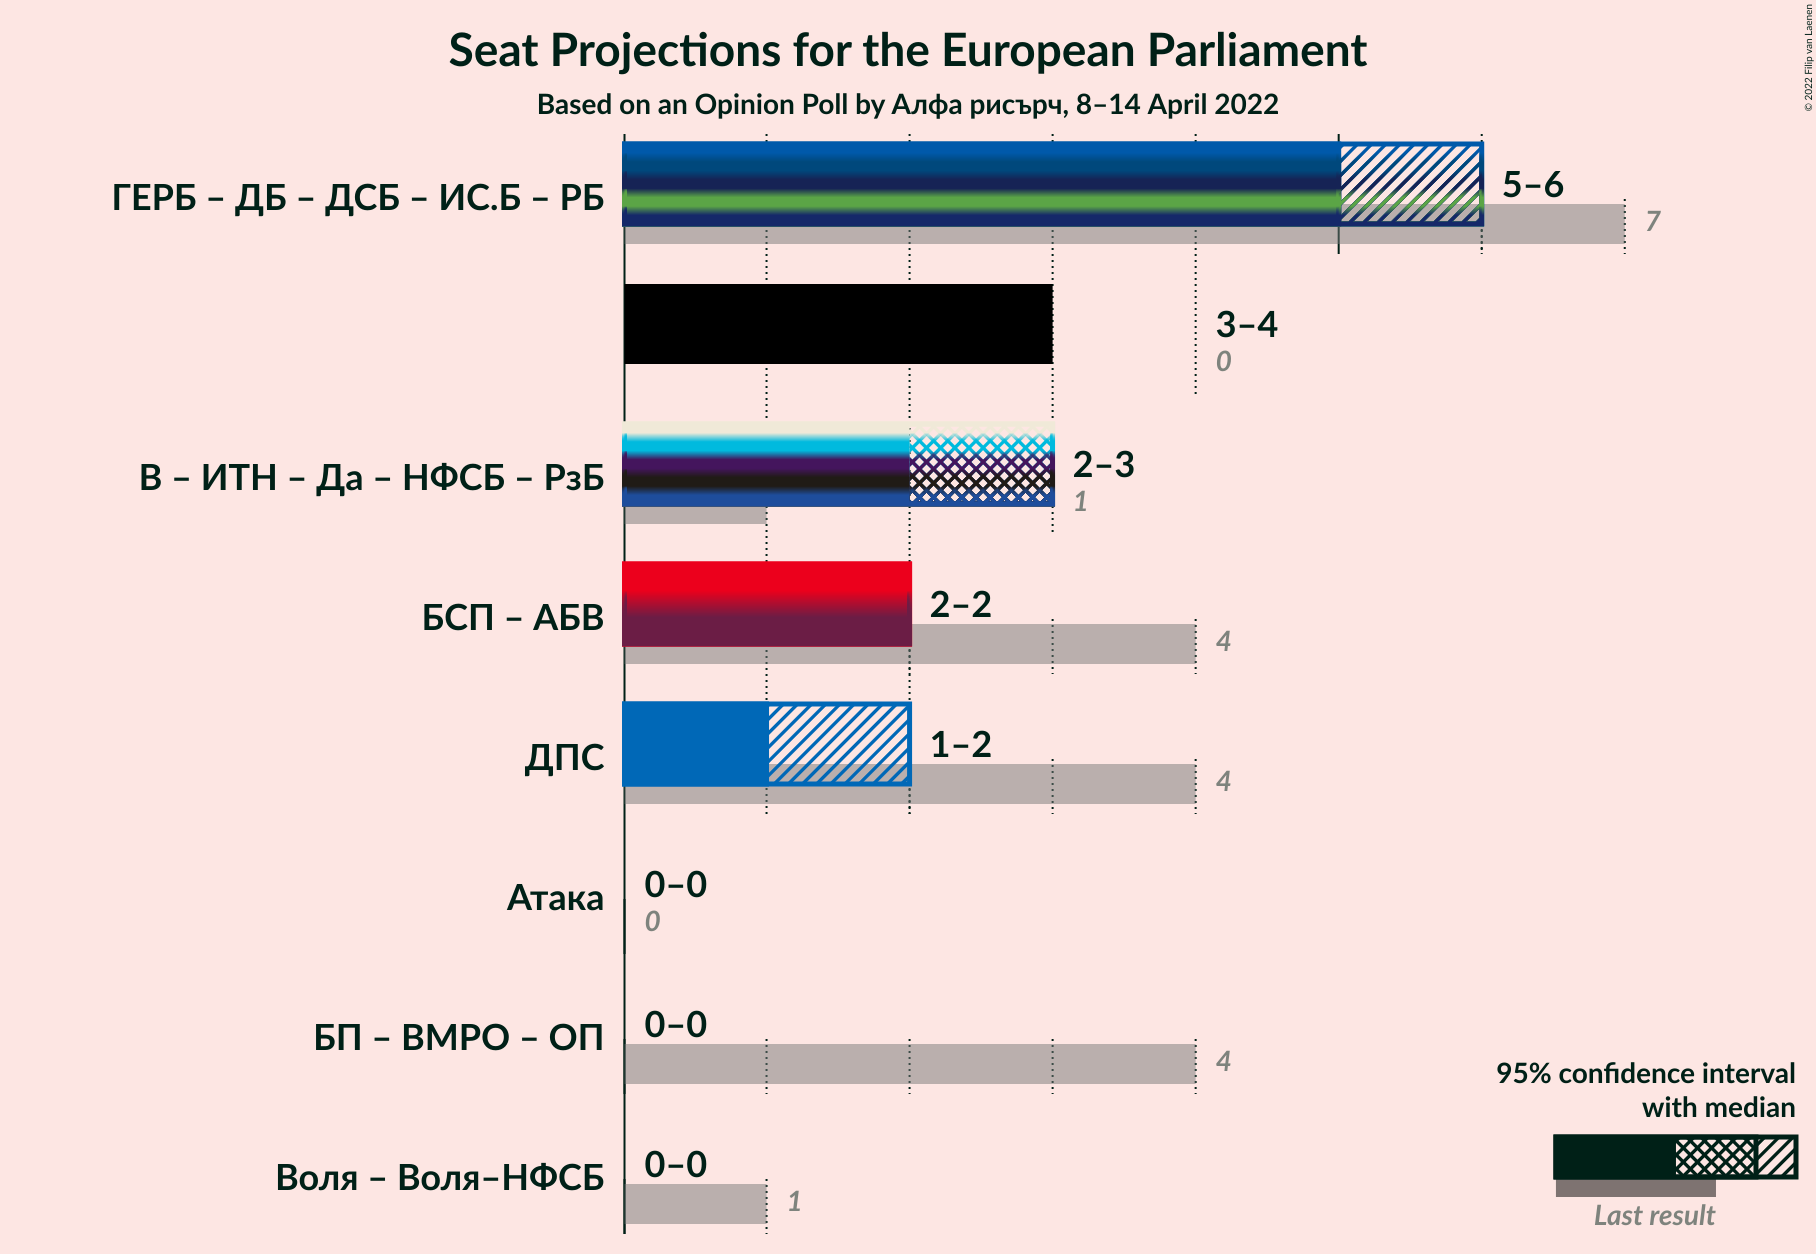 Seat Projections for the European Parliament
Based on an Opinion Poll by Алфа рисърч, 8–14 April 2022
© 2022 Filip van Laenen
ГЕРБ – ДБ – ДСБ – ИС.Б – РБ
5–6
7
3–4
0
В – ИТН – Да – НФСБ – РзБ
2–3
1
БСП – АБВ
2–2
4
ДПС
1–2
4
Атака
0–0
0
БП – ВМРО – ОП
0–0
4
Воля – Воля–НФСБ
0–0
1
95% confidence interval
with median
Last result